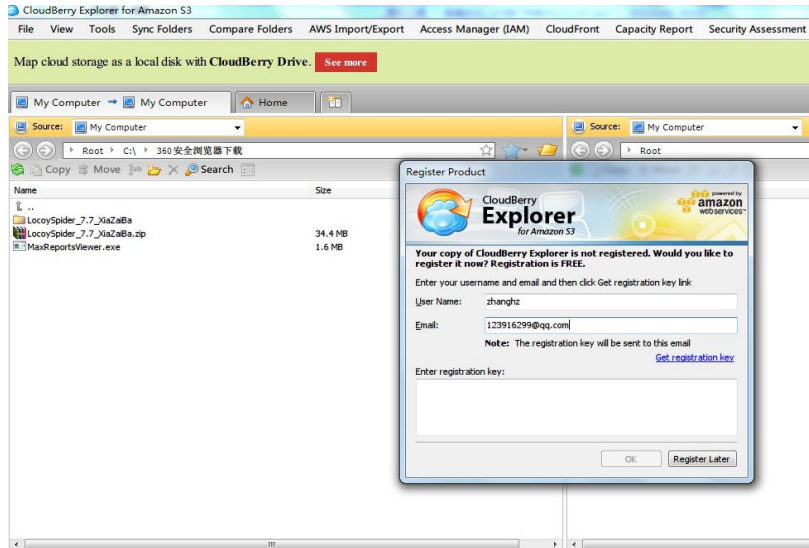 CloudBerry Explorer for Amazon S3
File View Tools Sync Folders Compare Folders AWS Import/Export Access Manager (IAM) CloudFront Capacity Report Security Assessment
Map cloud storage as a local disk with CloudBerry Drive. See more
My Computer My Computer Home
Source: My Computer
Source: My Computer
Root C:\ 360安全浏览器下载
Root
Copy Move Search
Name Size
..
LocoySpider_7.7_XiaZaiBa
LocoySpider_7.7_XiaZaiBa.zip 34.4 MB
MaxReportsViewer.exe 1.6 MB
Register Product
CloudBerry
Explorer
for Amazon S3
powered by
amazon
webservices™
Your copy of CloudBerry Explorer is not registered. Would you like to
register it now? Registration is FREE.
Enter your username and email and then click Get registration key link
User Name: zhanghz
Email: 123916299@qq.com
Note: The registration key will be sent to this email
Get registration key
Enter registration key:
OK Register Later